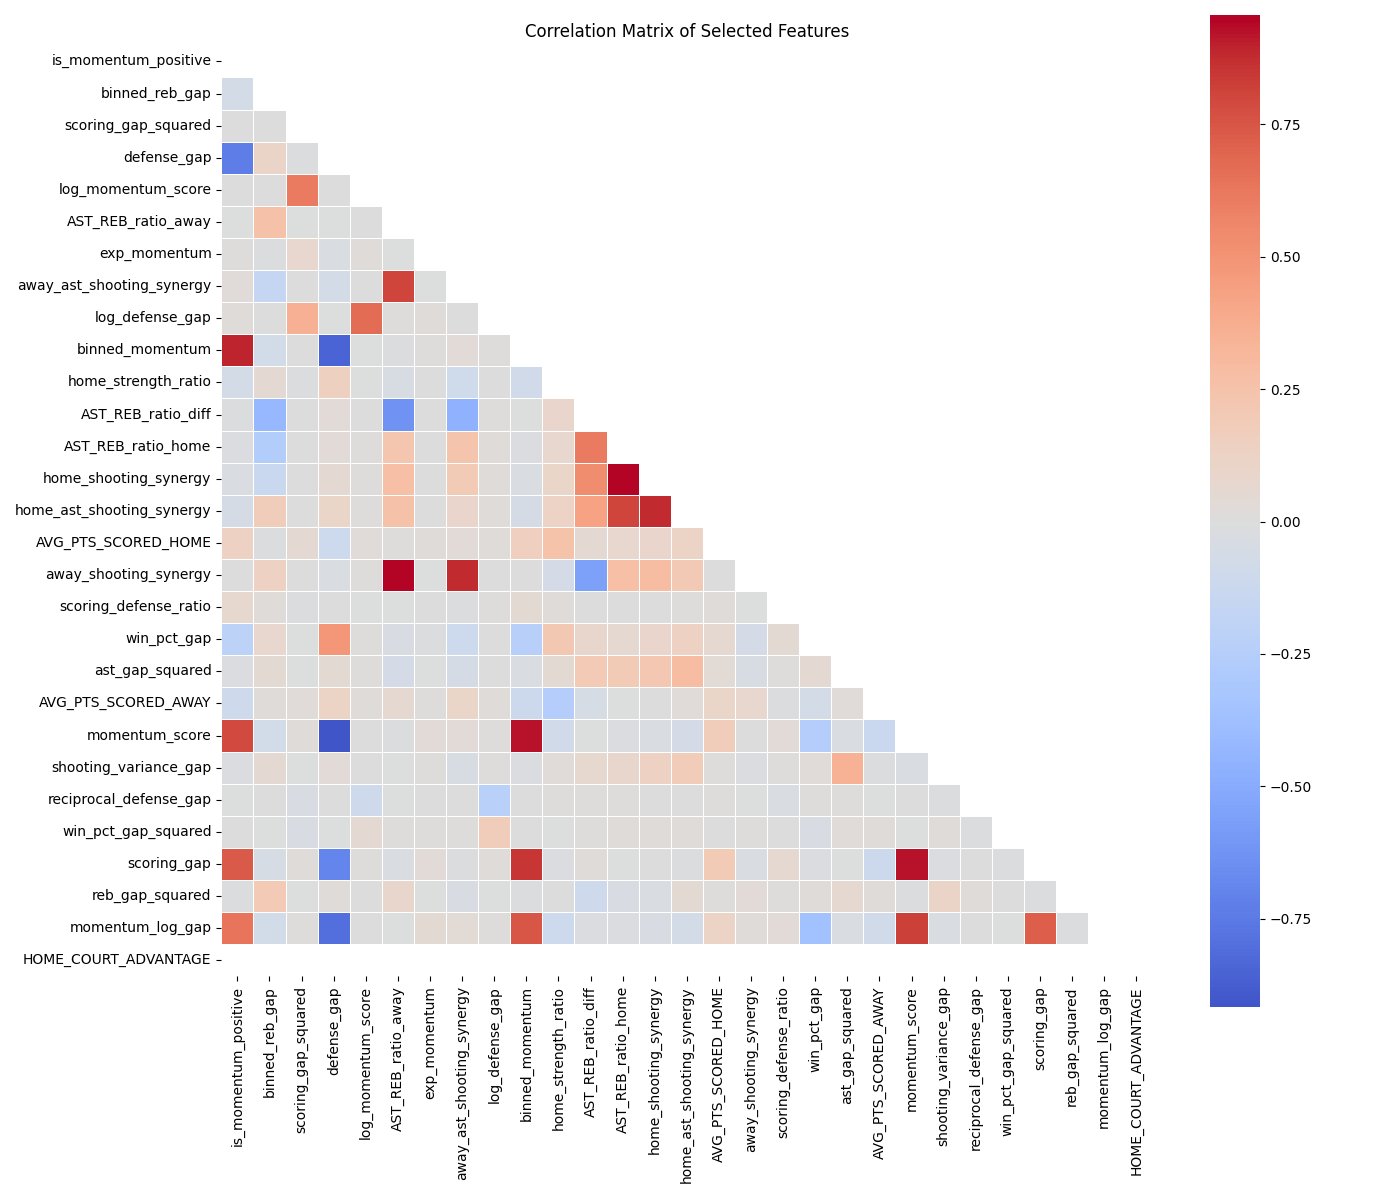 Correlation Matrix of Selected Features
is_momentum_positive
binned_reb_gap
scoring_gap_squared
defense_gap
log_momentum_score
AST_REB_ratio_away
exp_momentum
away_ast_shooting_synergy
log_defense_gap
binned_momentum
home_strength_ratio
AST_REB_ratio_diff
AST_REB_ratio_home
home_shooting_synergy
home_ast_shooting_synergy
AVG_PTS_SCORED_HOME
away_shooting_synergy
scoring_defense_ratio
win_pct_gap
ast_gap_squared
AVG_PTS_SCORED_AWAY
momentum_score
shooting_variance_gap
reciprocal_defense_gap
win_pct_gap_squared
scoring_gap
reb_gap_squared
momentum_log_gap
HOME_COURT_ADVANTAGE
is_momentum_positive
binned_reb_gap
scoring_gap_squared
defense_gap
log_momentum_score
AST_REB_ratio_away
exp_momentum
away_ast_shooting_synergy
log_defense_gap
binned_momentum
home_strength_ratio
AST_REB_ratio_diff
AST_REB_ratio_home
home_shooting_synergy
home_ast_shooting_synergy
AVG_PTS_SCORED_HOME
away_shooting_synergy
scoring_defense_ratio
win_pct_gap
ast_gap_squared
AVG_PTS_SCORED_AWAY
momentum_score
shooting_variance_gap
reciprocal_defense_gap
win_pct_gap_squared
scoring_gap
reb_gap_squared
momentum_log_gap
HOME_COURT_ADVANTAGE
0.75
0.50
0.25
0.00
−0.25
−0.50
−0.75